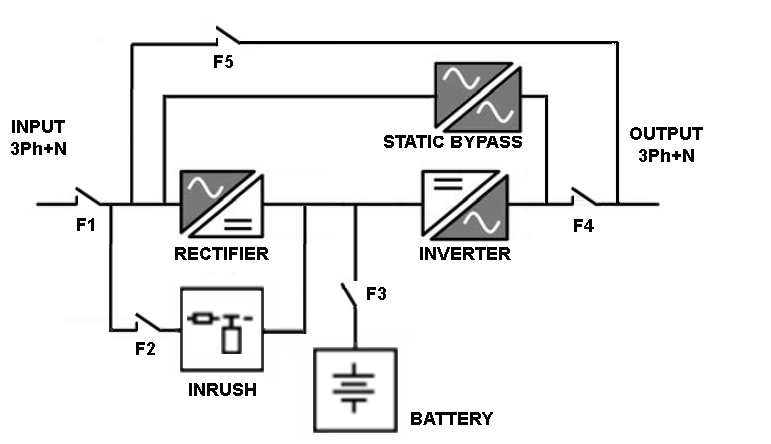 F5
INPUT
3Ph+N
STATIC BYPASS
OUTPUT
3Ph+N
F1
RECTIFIER
INVERTER
F4
F3
F2
INRUSH
BATTERY